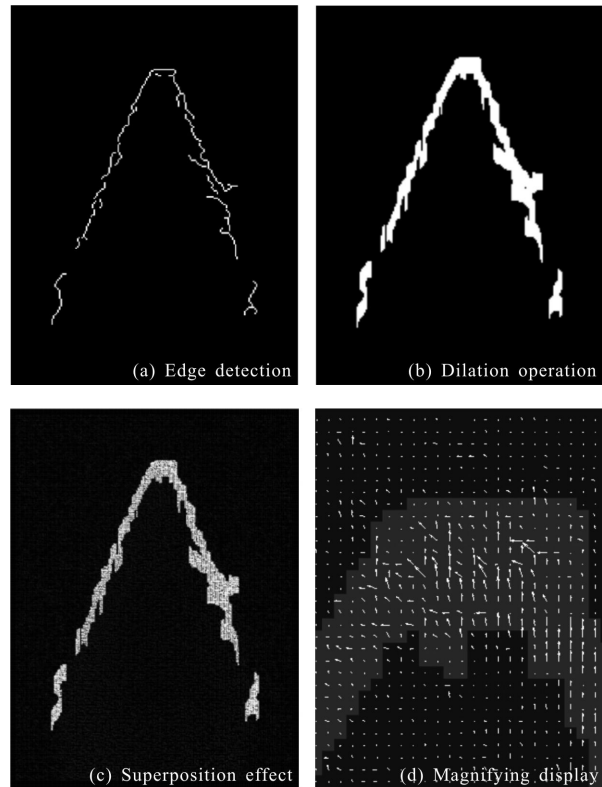 (a) Edge detection
(b) Dilation operation
(c) Superposition effect
(d) Magnifying display